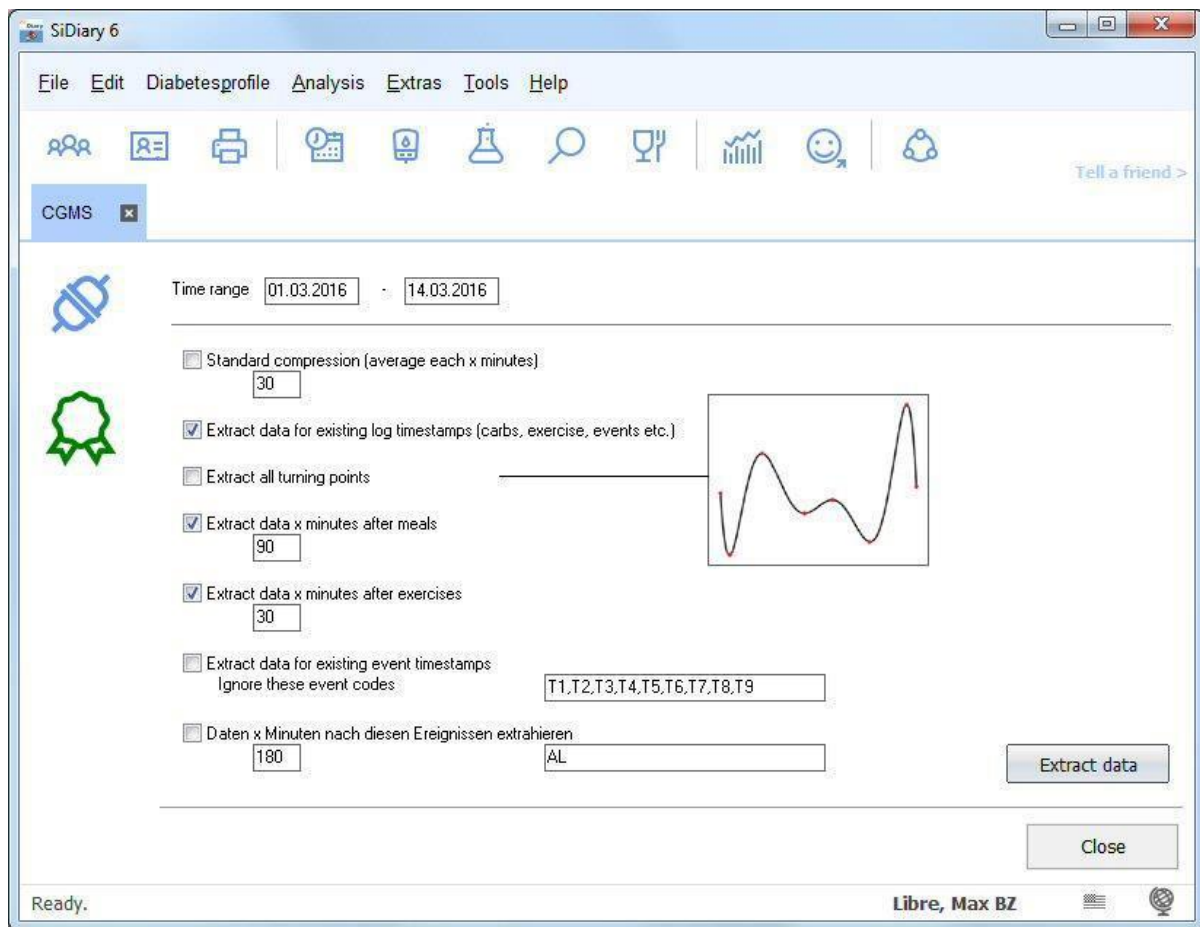 SiDiary 6
File Edit Diabetesprofile Analysis Extras Tools Help
Tell a friend >
CGMS
Time range 01.03.2016 - 14.03.2016
Standard compression (average each x minutes)
30
Extract data for existing log timestamps (carbs, exercise, events etc.)
Extract all turning points
Extract data x minutes after meals
90
Extract data x minutes after exercises
30
Extract data for existing event timestamps
Ignore these event codes T1,T2,T3,T4,T5,T6,T7,T8,T9
Daten x Minuten nach diesen Ereignissen extrahieren
180 AL
Extract data
Close
Ready. Libre, Max BZ